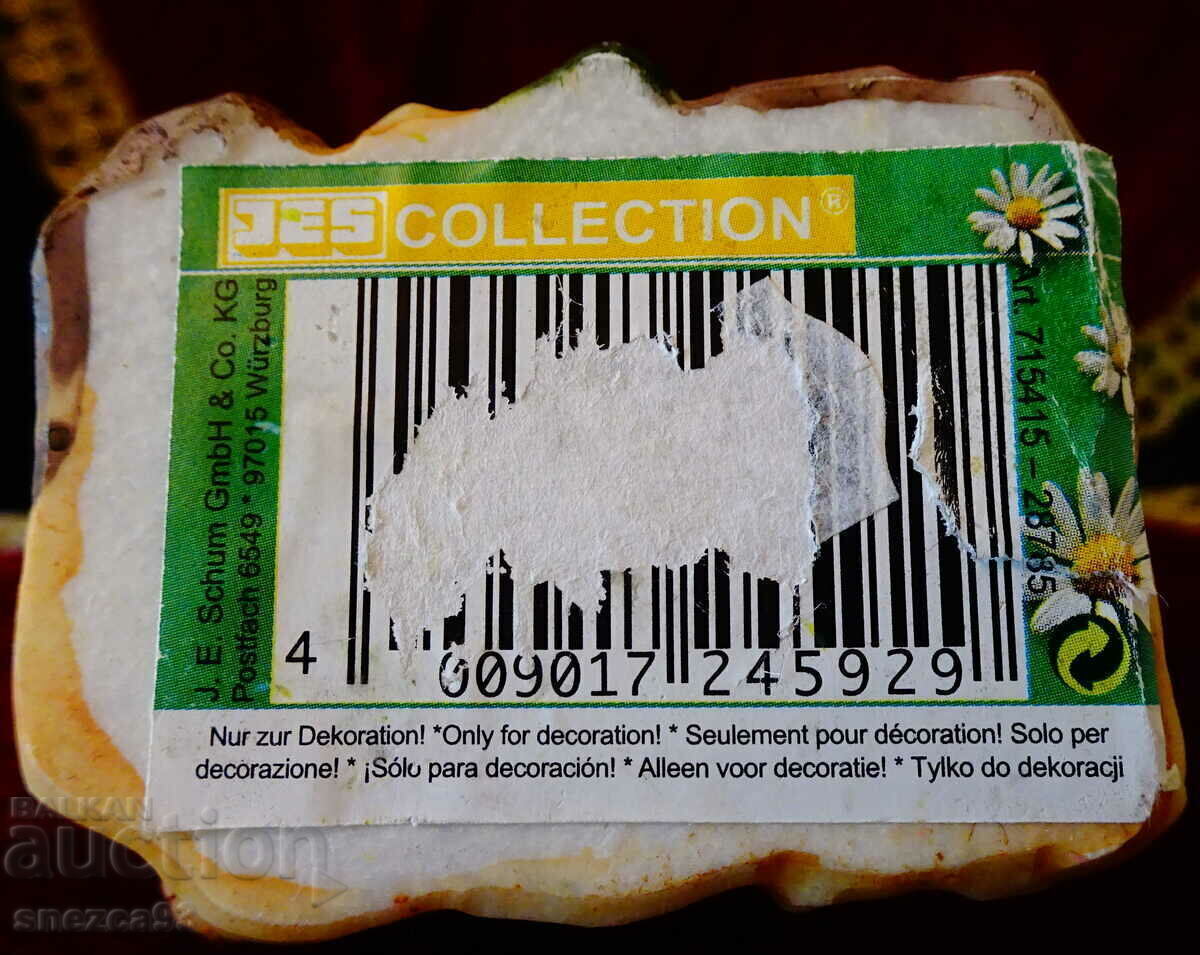 JES COLLECTION®
J. E. Schum GmbH & Co. KG
Postfach 6549 * 97015 Würzburg
Art. 715415 – 28785
4 009017 245929
Nur zur Dekoration! *Only for decoration! * Seulement pour décoration! Solo per
decorazione! * ¡Sólo para decoración! * Alleen voor decoratie! * Tylko do dekoracji
BALKAN
auction
snezca93